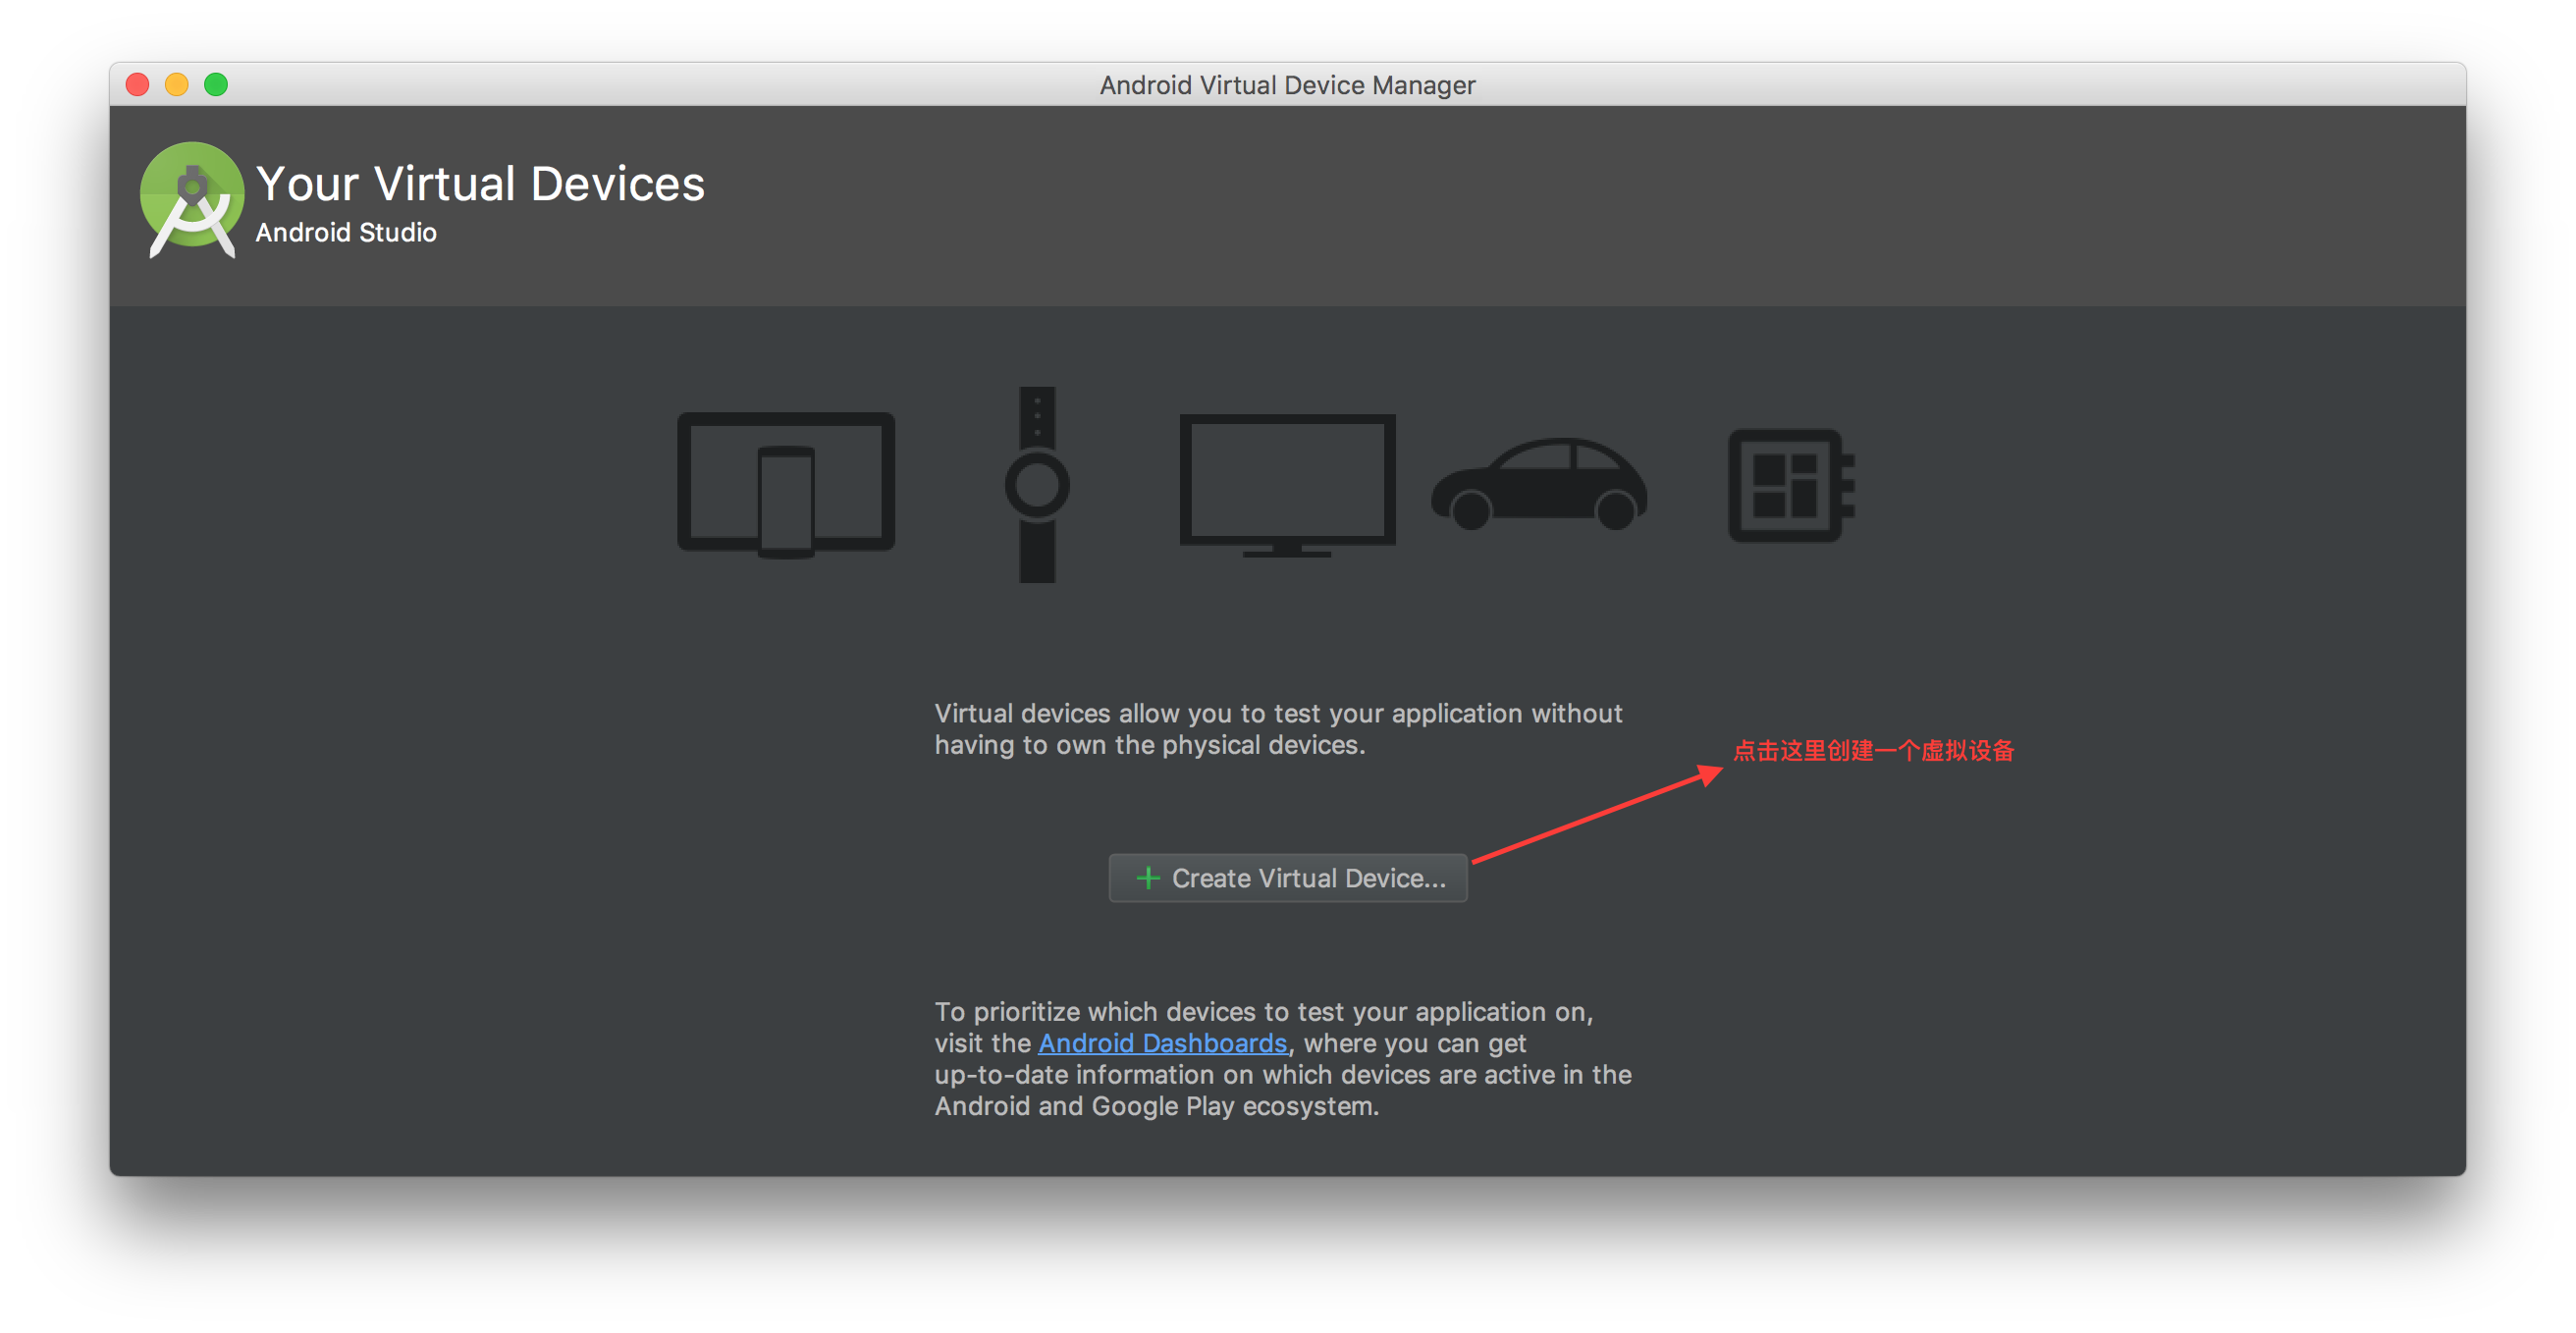 Android Virtual Device Manager
Your Virtual Devices
Android Studio
Virtual devices allow you to test your application without
having to own the physical devices.
点击这里创建一个虚拟设备
Create Virtual Device...
To prioritize which devices to test your application on,
visit the Android Dashboards, where you can get
up-to-date information on which devices are active in the
Android and Google Play ecosystem.